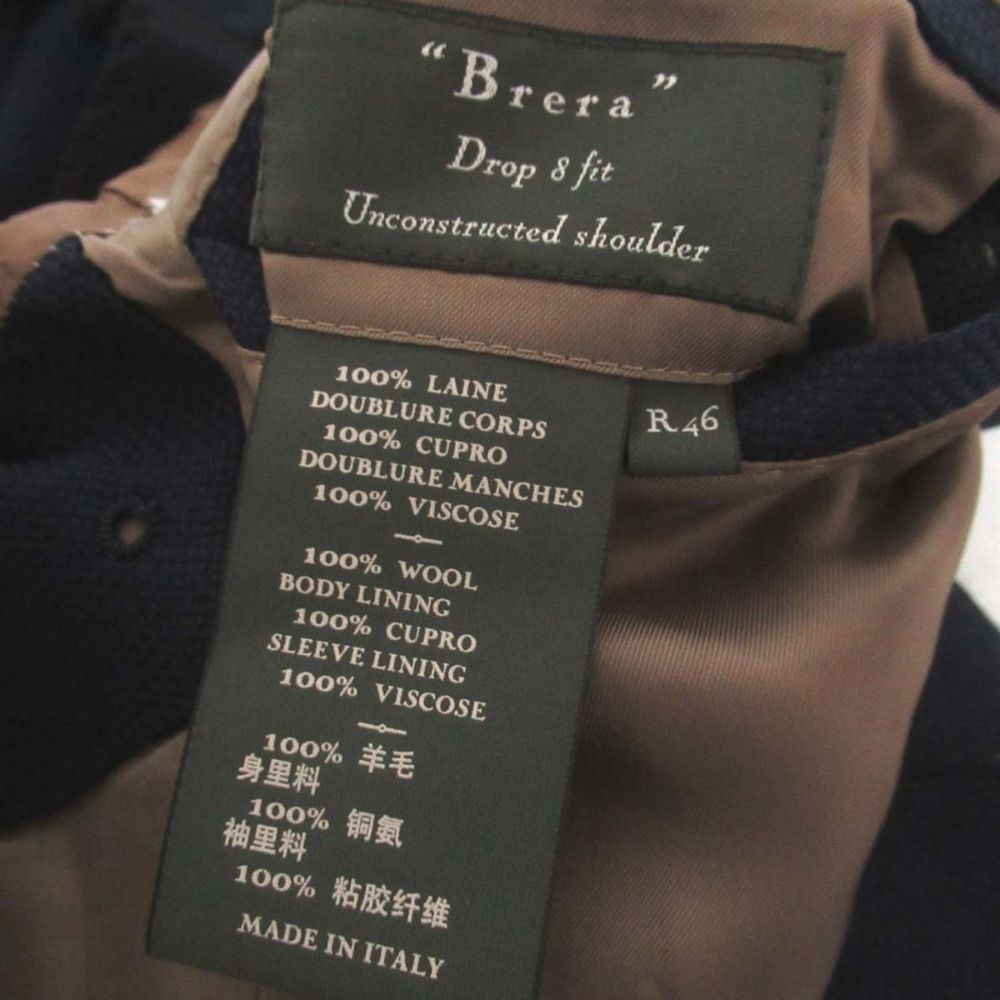 “Brera”
Drop 8 fit
Unconstructed shoulder
100% LAINE
DOUBLURE CORPS
100% CUPRO
DOUBLURE MANCHES
100% VISCOSE
100% WOOL
BODY LINING
100% CUPRO
SLEEVE LINING
100% VISCOSE
100% 羊毛
身里料
100% 铜氨
袖里料
100% 粘胶纤维
MADE IN ITALY
R 46